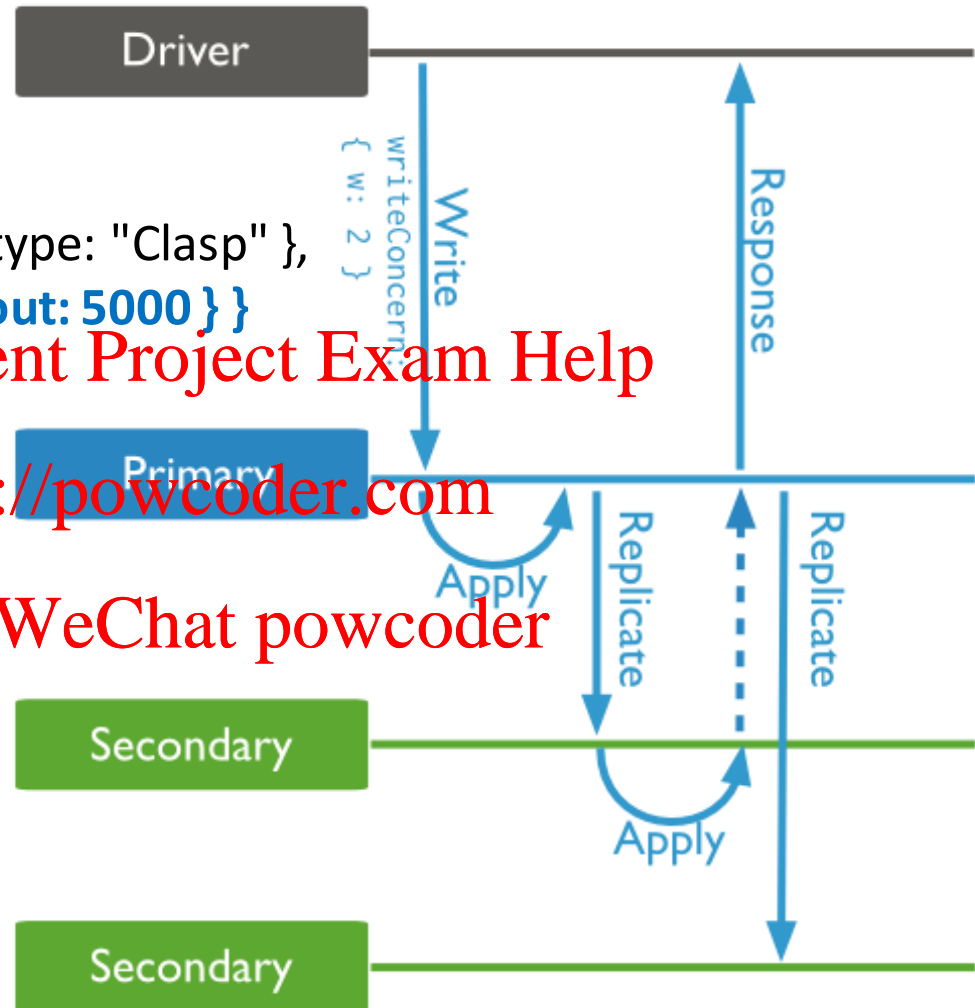 Driver
Write
writeConcern:
{ w: 2 }
Response
type: "Clasp" },
out: 5000 } }
ent Project Exam Help
Primary
://powcoder.com
Apply
Replicate
Replicate
WeChat powcoder
Secondary
Apply
Secondary